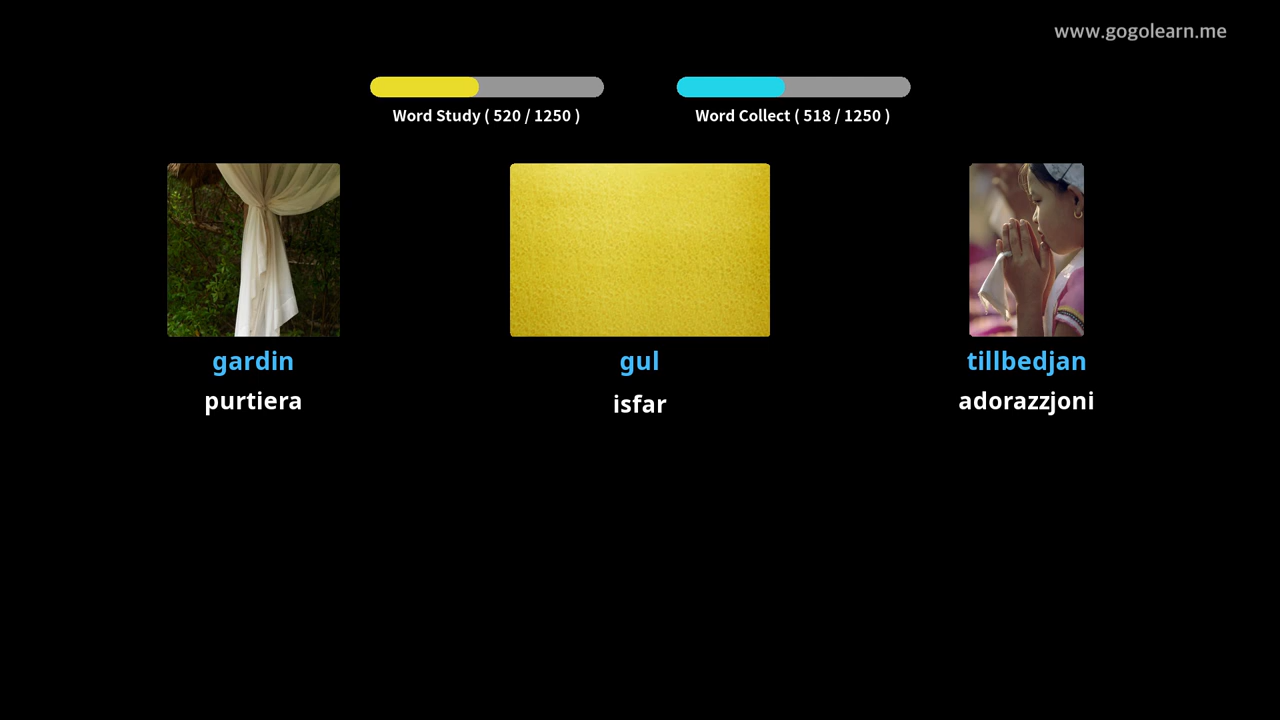 www.gogolearn.me
Word Study ( 520 / 1250 )
Word Collect ( 518 / 1250 )
gardin
gul
tillbedjan
purtiera
isfar
adorazzjoni